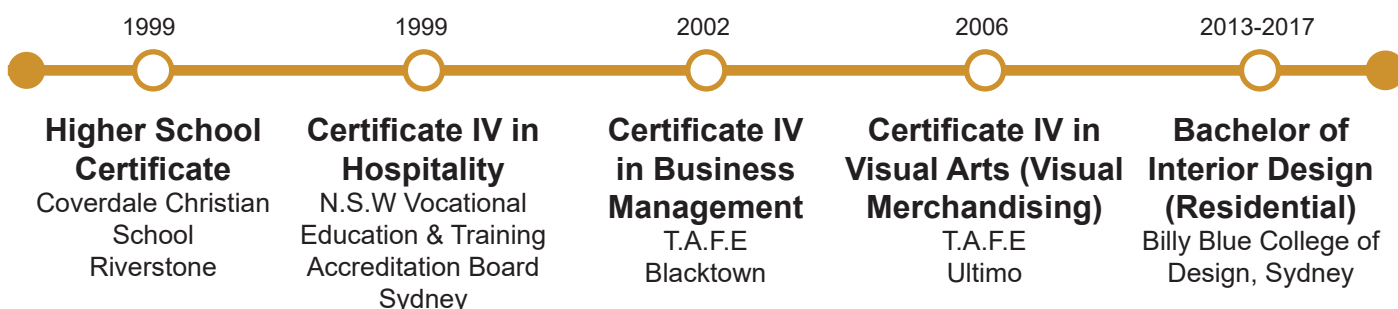 1999
Higher School
Certificate
Coverdale Christian
School
Riverstone
1999
Certificate IV in
Hospitality
N.S.W Vocational
Education & Training
Accreditation Board
Sydney
2002
Certificate IV
in Business
Management
T.A.F.E
Blacktown
2006
Certificate IV in
Visual Arts (Visual
Merchandising)
T.A.F.E
Ultimo
2013-2017
Bachelor of
Interior Design
(Residential)
Billy Blue College of
Design, Sydney